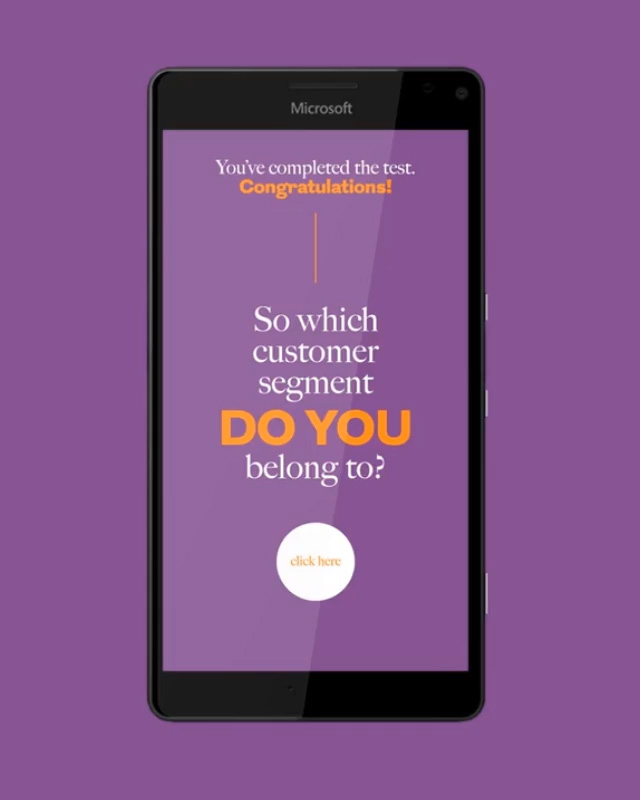 Microsoft
You've completed the test.
Congratulations!
So which
customer
segment
DO YOU
belong to?
click here